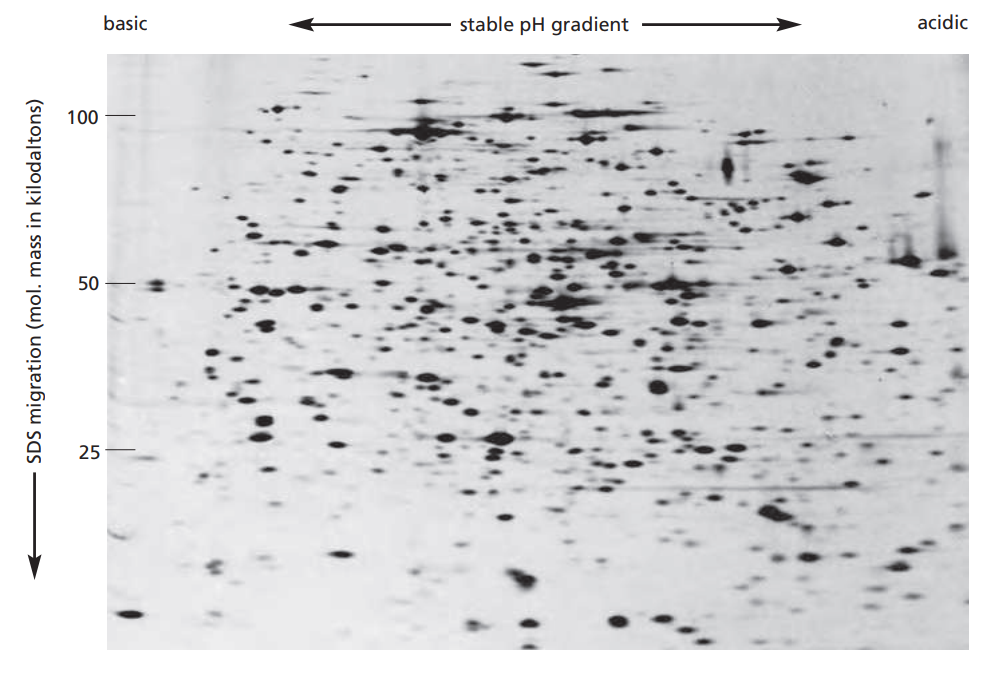 basic
stable pH gradient
acidic
SDS migration (mol. mass in kilodaltons)
100
50
25